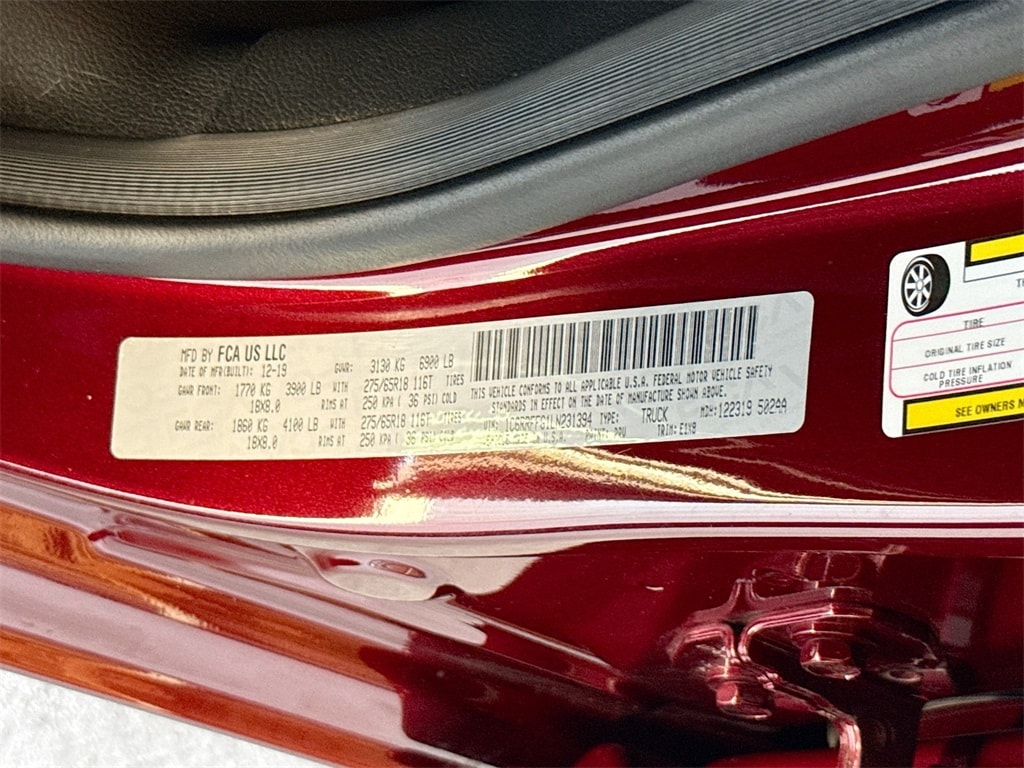 MFD BY FCA US LLC
DATE OF MFR(BUILT): 12-19 GVWR: 3130 KG 6900 LB
GAWR FRONT: 1770 KG 3900 LB WITH 275/65R18 116T TIRES
18X8.0 RIMS AT 250 KPA ( 36 PSI) COLD
GAWR REAR: 1860 KG 4100 LB WITH 275/65R18 116T TIRES
18X8.0 RIMS AT 250 KPA ( 36 PSI) COLD
THIS VEHICLE CONFORMS TO ALL APPLICABLE U.S.A. FEDERAL MOTOR VEHICLE SAFETY
STANDARDS IN EFFECT ON THE DATE OF MANUFACTURE SHOWN ABOVE.
TYPE: TRUCK MDH: 122319 502AA
TRIM: E1Y8
TIRE
ORIGINAL TIRE SIZE
COLD TIRE INFLATION
PRESSURE
SEE OWNERS